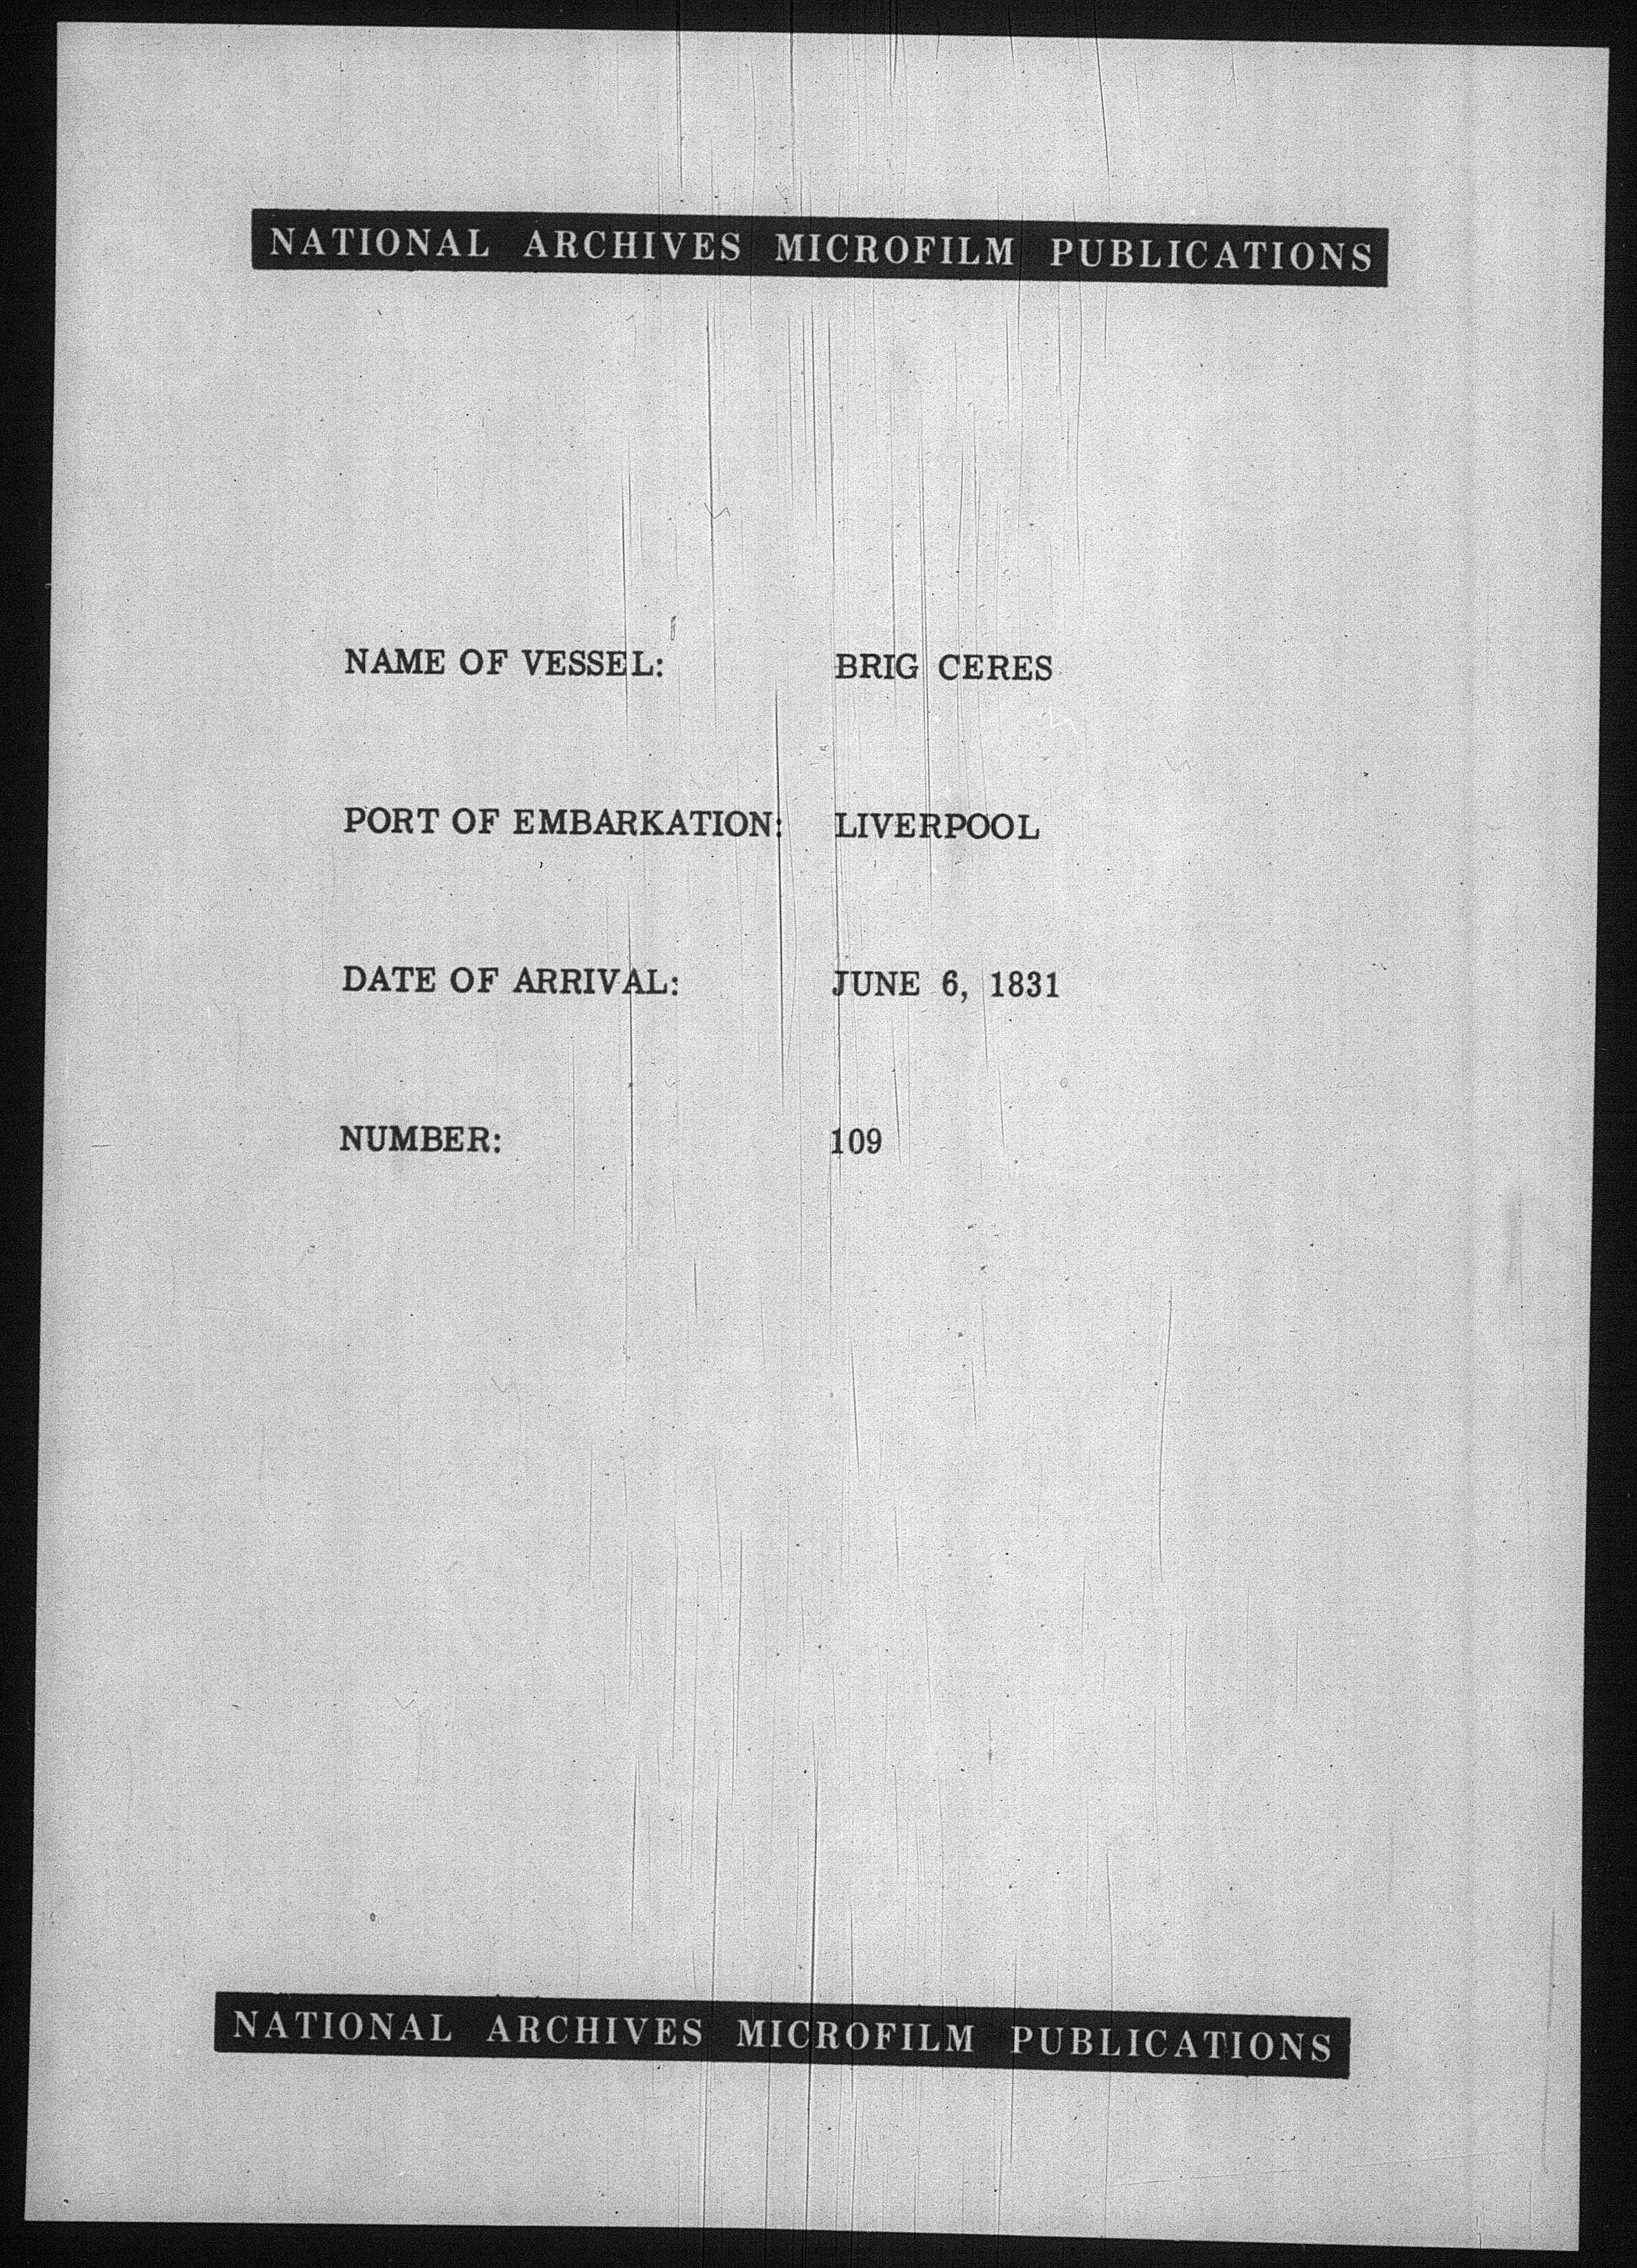 NATIONAL ARCHIVES MICROFILM PUBLICATIONS
NAME OF VESSEL: BRIG CERES
PORT OF EMBARKATION: LIVERPOOL
DATE OF ARRIVAL: JUNE 6, 1831
NUMBER: 109
NATIONAL ARCHIVES MICROFILM PUBLICATIONS